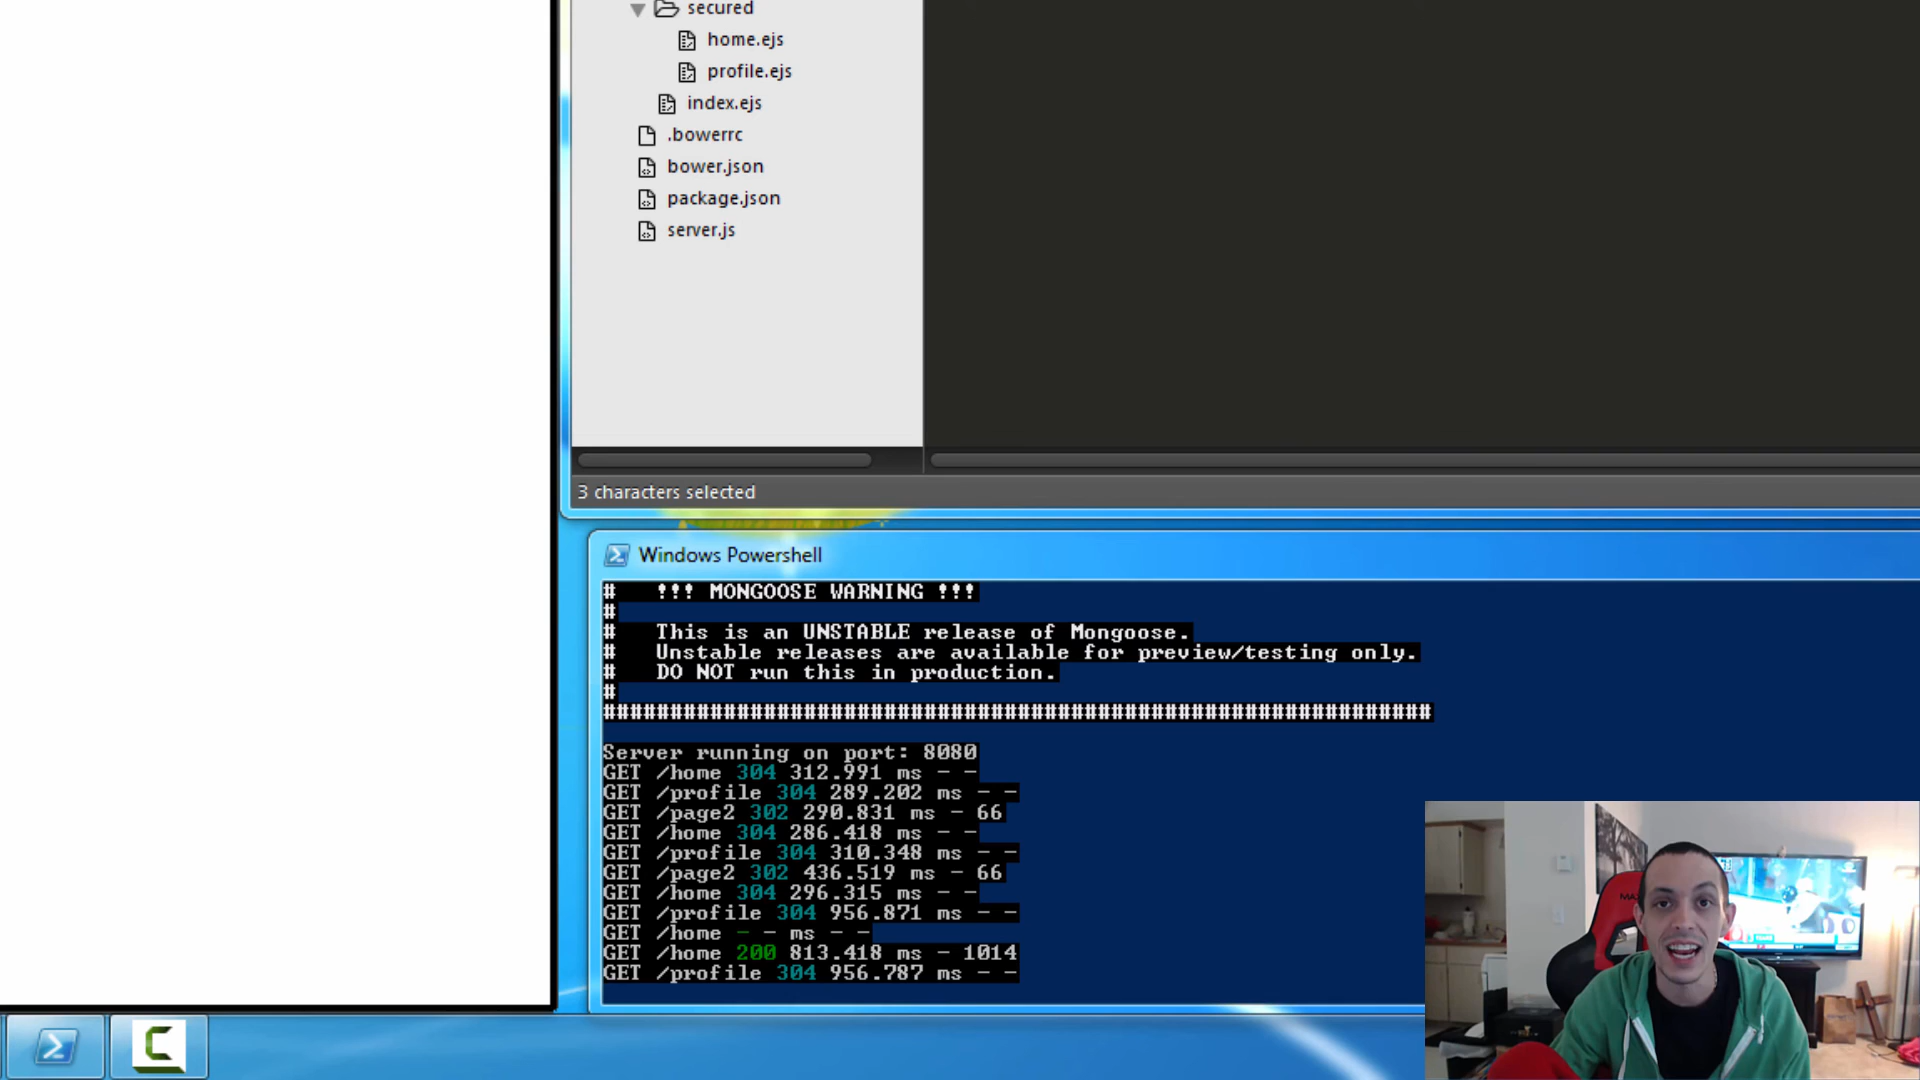 secured
home.ejs
profile.ejs
index.ejs
.bowerrc
bower.json
package.json
server.js
3 characters selected
Windows Powershell
# !!! MONGOOSE WARNING !!!
#
# This is an UNSTABLE release of Mongoose.
# Unstable releases are available for preview/testing only.
# DO NOT run this in production.
#
##############################################################
Server running on port: 8080
GET /home 304 312.991 ms - -
GET /profile 304 289.202 ms - -
GET /page2 302 290.831 ms - 66
GET /home 304 286.418 ms - -
GET /profile 304 310.348 ms - -
GET /page2 302 436.519 ms - 66
GET /home 304 296.315 ms - -
GET /profile 304 956.871 ms - -
GET /home - - ms - -
GET /home 200 813.418 ms - 1014
GET /profile 304 956.787 ms - -